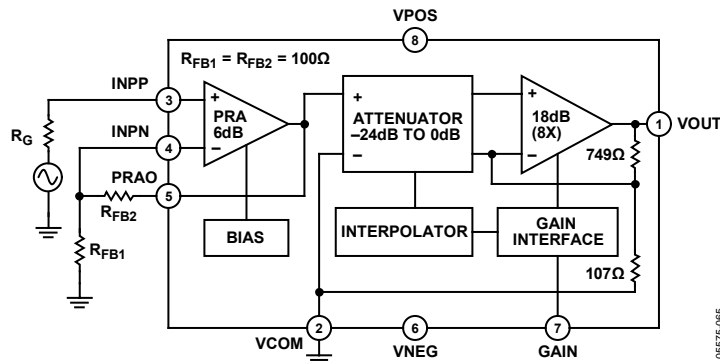 VPOS
8
R_FB1 = R_FB2 = 100Ω
INPP
3
+
PRA
6dB
−
INPN
4
R_G
PRAO
5
R_FB2
R_FB1
BIAS
+
ATTENUATOR
–24dB TO 0dB
−
INTERPOLATOR
+
18dB
(8X)
−
GAIN
INTERFACE
1
VOUT
749Ω
107Ω
VCOM
2
6
VNEG
7
GAIN
05575-065